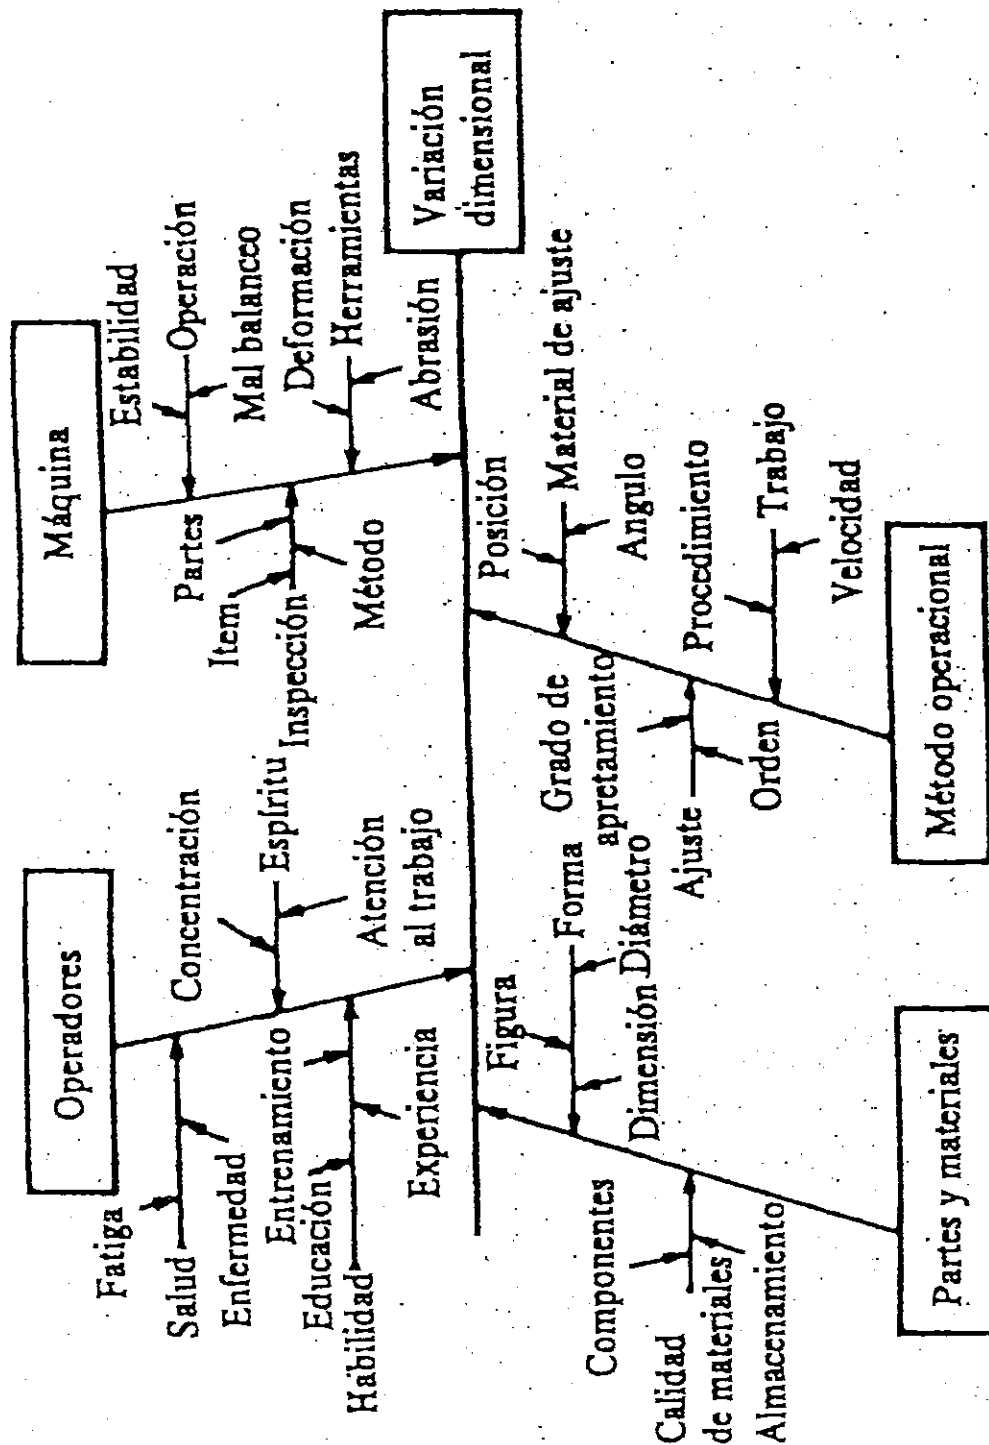 Operadores
Máquina
Fatiga
Salud
Enfermedad
Concentración
Espíritu
Atención
al trabajo
Entrenamiento
Educación
Habilidad
Experiencia
Estabilidad
Operación
Mal balanceo
Partes
Item
Inspección
Método
Deformación
Herramientas
Abrasión
Variación
dimensional
Figura
Forma
Dimensión
Diámetro
Componentes
Calidad
de materiales
Almacenamiento
Partes y materiales
Posición
Material de ajuste
Angulo
Grado de
apretamiento
Ajuste
Orden
Procedimiento
Trabajo
Velocidad
Método operacional